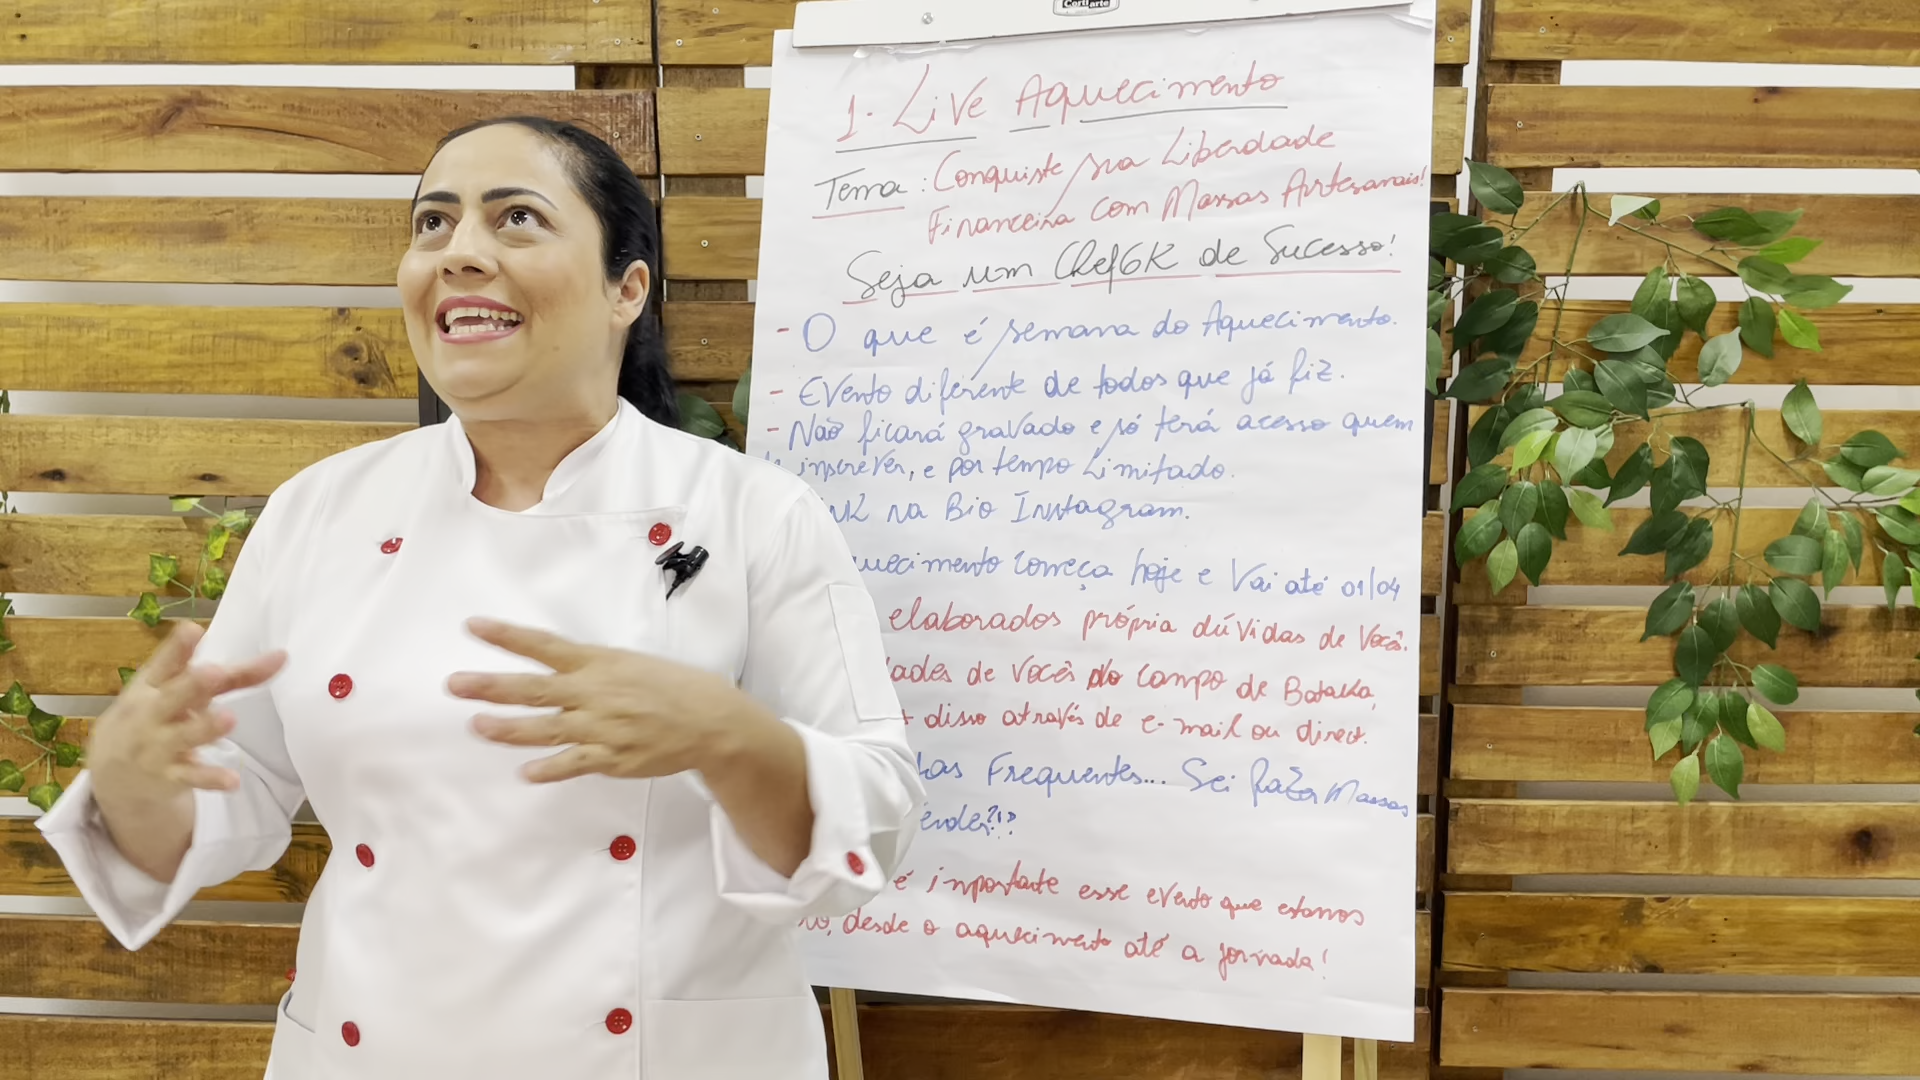 Cortiarte
1. Live Aquecimento
Tema: Conquiste sua Liberdade
Financeira com Massas Artesanais!
Seja um Chef6K de Sucesso!
- O que é semana do Aquecimento.
- Evento diferente de todos que já fiz.
- Não ficará gravado e só terá acesso quem
inscrever, e por tempo Limitado.
na Bio Instagram.
começa hoje e Vai até 01/04
elaborados própria dúvidas de Vocês.
de Vocês do campo de Batalha,
disso através de e-mail ou direct.
Frequentes... Sei fazer Massas
é inportante esse evento que estamos
desde o aquecimento até a jornada!